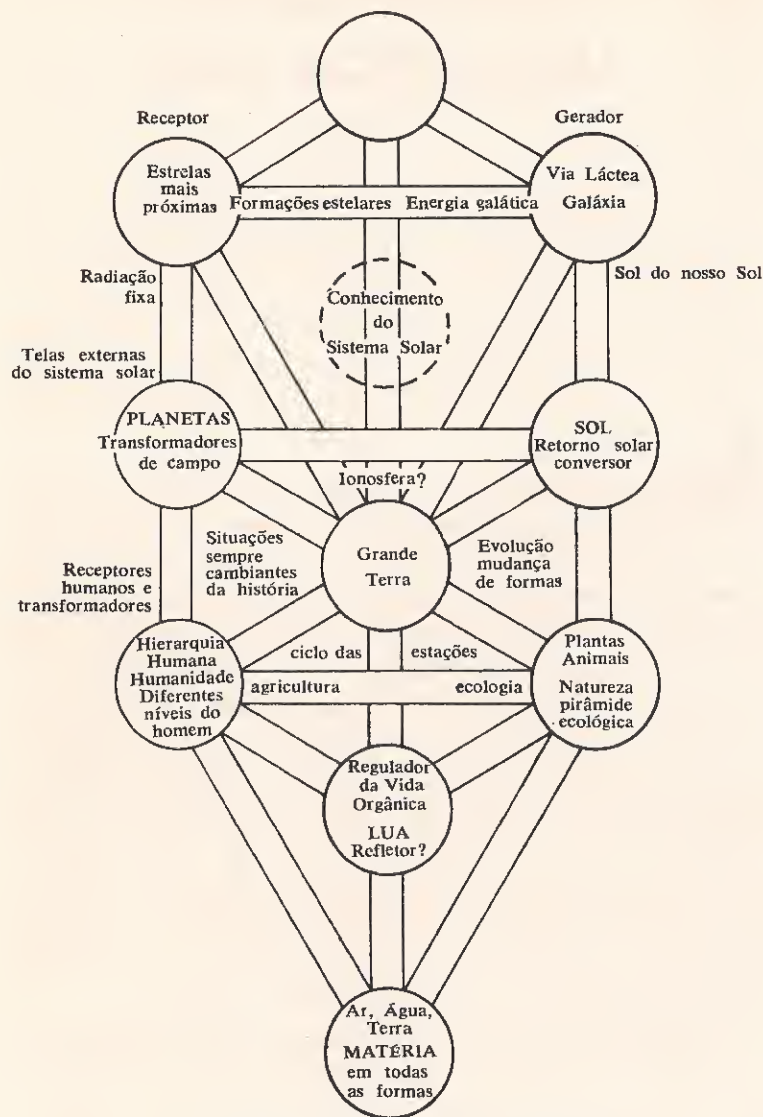 Receptor
Gerador
Estrelas
mais
próximas
Via Láctea
Galáxia
Formações estelares Energia galática
Radiação
fixa
Sol do nosso Sol
Conhecimento
do
Sistema Solar
Telas externas
do sistema solar
PLANETAS
Transformadores
de campo
SOL
Retorno solar
conversor
Ionosfera?
Situações
sempre
cambiantes
da história
Grande
Terra
Evolução
mudança
de formas
Receptores
humanos e
transformadores
Hierarquia
Humana
Humanidade
Diferentes
níveis do
homem
ciclo das estações
agricultura ecologia
Plantas
Animais
Natureza
pirâmide
ecológica
Regulador
da Vida
Orgânica
LUA
Refletor?
Ar, Água,
Terra
MATÉRIA
em todas
as formas